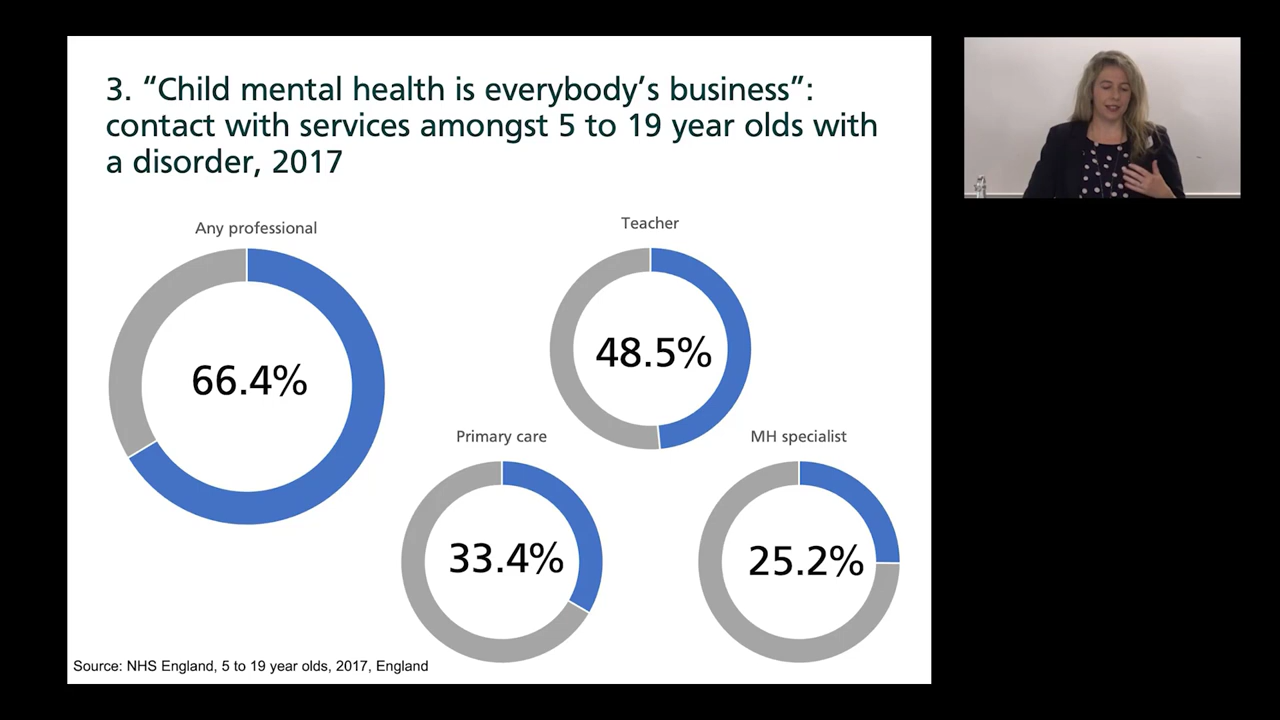 3. “Child mental health is everybody’s business”:
contact with services amongst 5 to 19 year olds with
a disorder, 2017
Any professional
66.4%
Teacher
48.5%
Primary care
33.4%
MH specialist
25.2%
Source: NHS England, 5 to 19 year olds, 2017, England